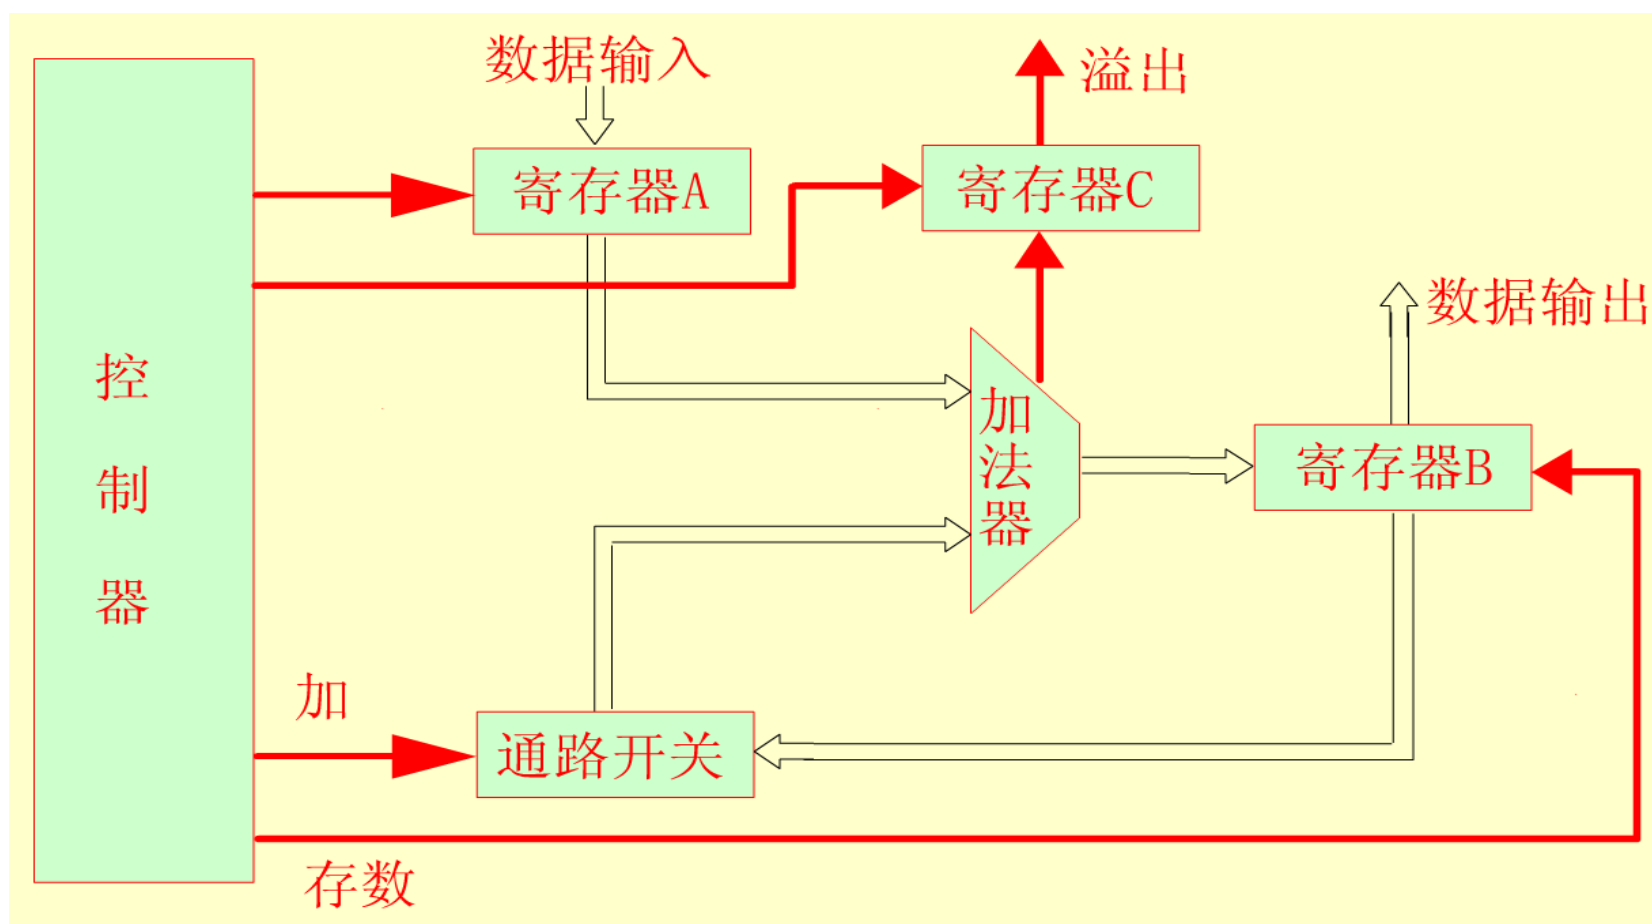 数据输入
溢出
寄存器A
寄存器C
数据输出
控制器
加法器
寄存器B
加
通路开关
存数